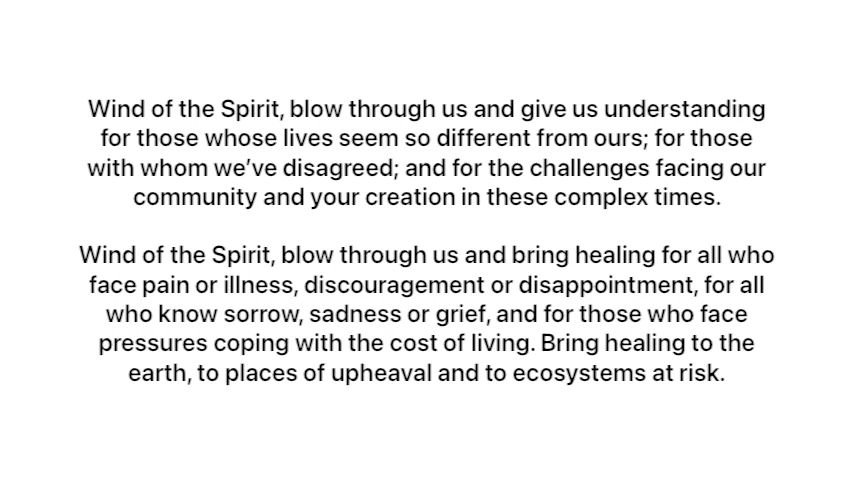 Wind of the Spirit, blow through us and give us understanding
for those whose lives seem so different from ours; for those
with whom we’ve disagreed; and for the challenges facing our
community and your creation in these complex times.
Wind of the Spirit, blow through us and bring healing for all who
face pain or illness, discouragement or disappointment, for all
who know sorrow, sadness or grief, and for those who face
pressures coping with the cost of living. Bring healing to the
earth, to places of upheaval and to ecosystems at risk.